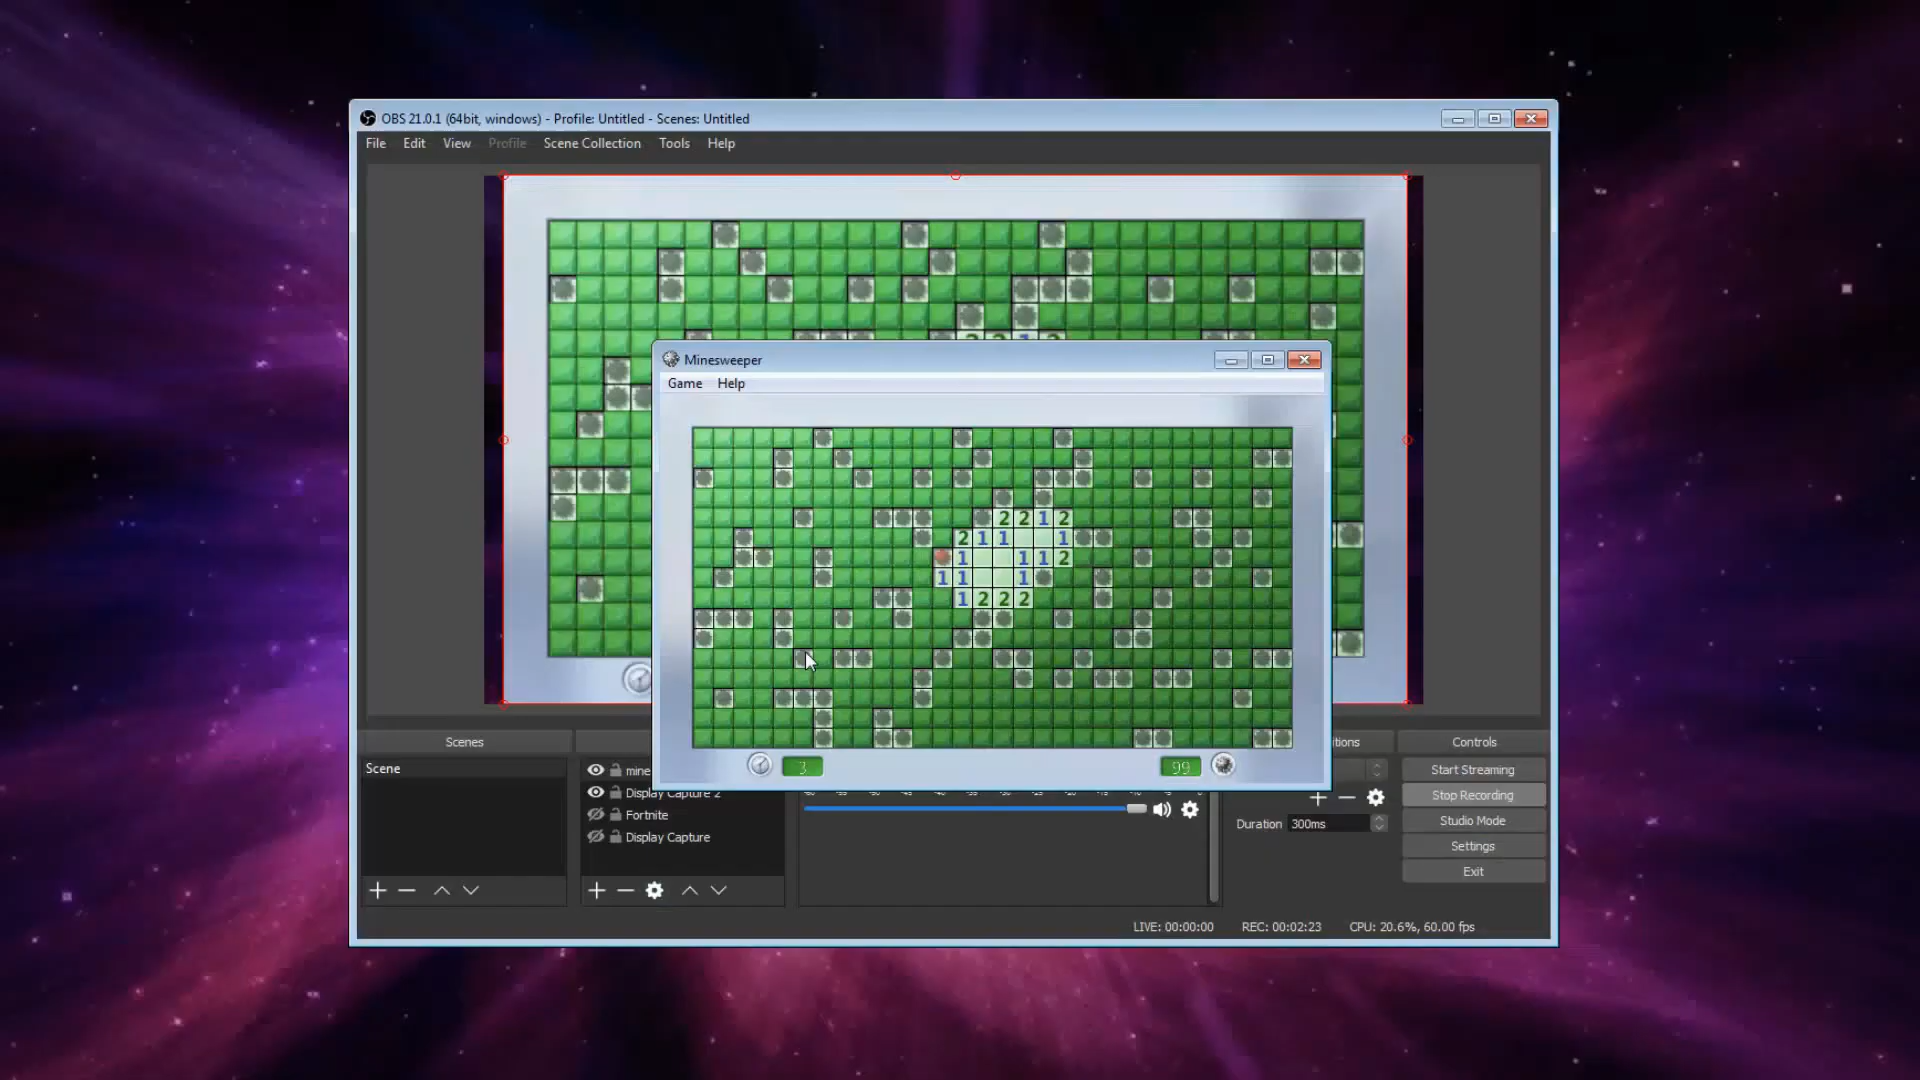 OBS 21.0.1 (64bit, windows) - Profile: Untitled - Scenes: Untitled
File Edit View Profile Scene Collection Tools Help
Minesweeper
Game Help
2 2 1 2
2 1 1 1
1 1 1 2
1 1 1
1 2 2 2
3 99
Scenes
Controls
Scene
mine
Display Capture 2
Fortnite
Display Capture
Duration 300ms
Start Streaming
Stop Recording
Studio Mode
Settings
Exit
LIVE: 00:00:00 REC: 00:02:23 CPU: 20.6%, 60.00 fps